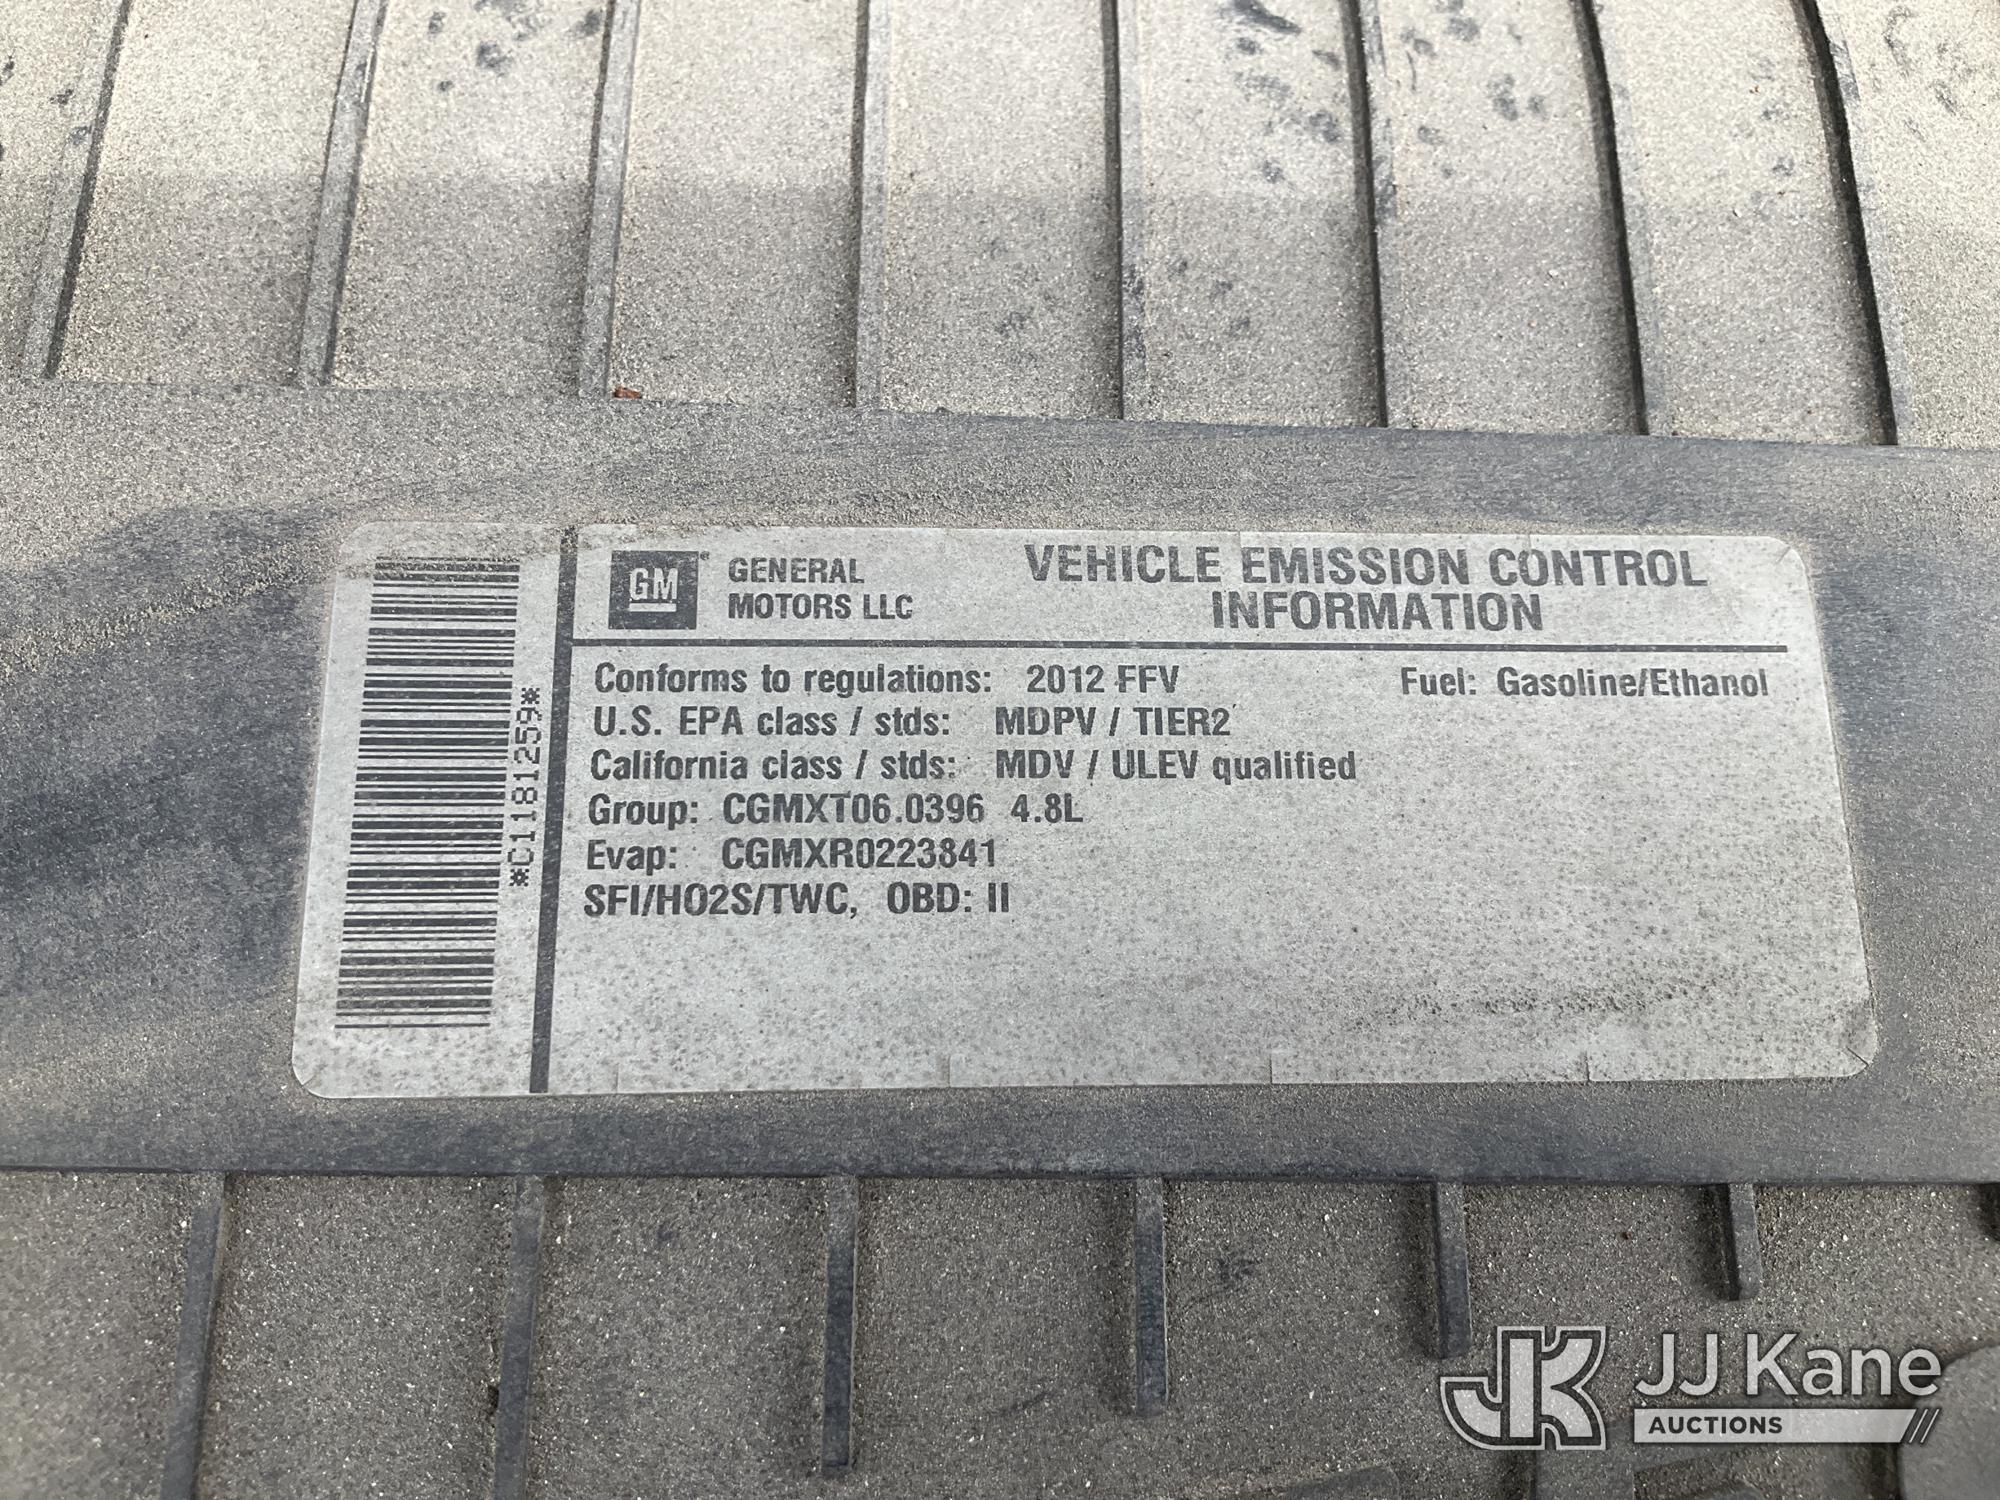 GM
GENERAL
MOTORS LLC
VEHICLE EMISSION CONTROL
INFORMATION
Conforms to regulations: 2012 FFV Fuel: Gasoline/Ethanol
U.S. EPA class / stds: MDPV / TIER2
California class / stds: MDV / ULEV qualified
Group: CGMXT06.0396 4.8L
Evap: CGMXR0223841
SFI/HO2S/TWC, OBD: II
*C1181259*
JK JJ Kane
AUCTIONS